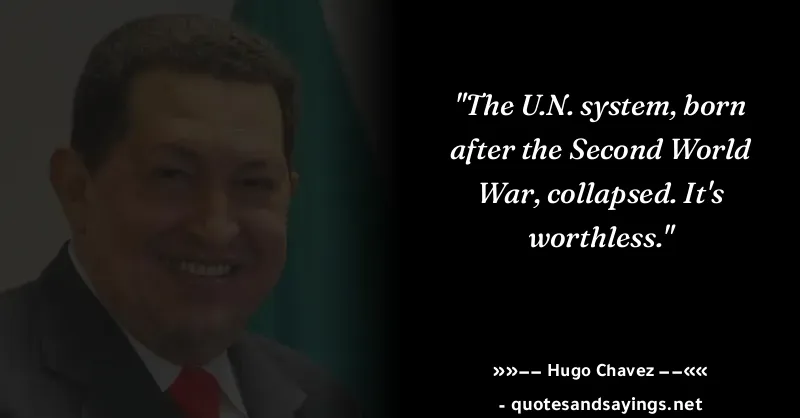 "The U.N. system, born
after the Second World
War, collapsed. It's
worthless."
»»−− Hugo Chavez −−««
- quotesandsayings.net